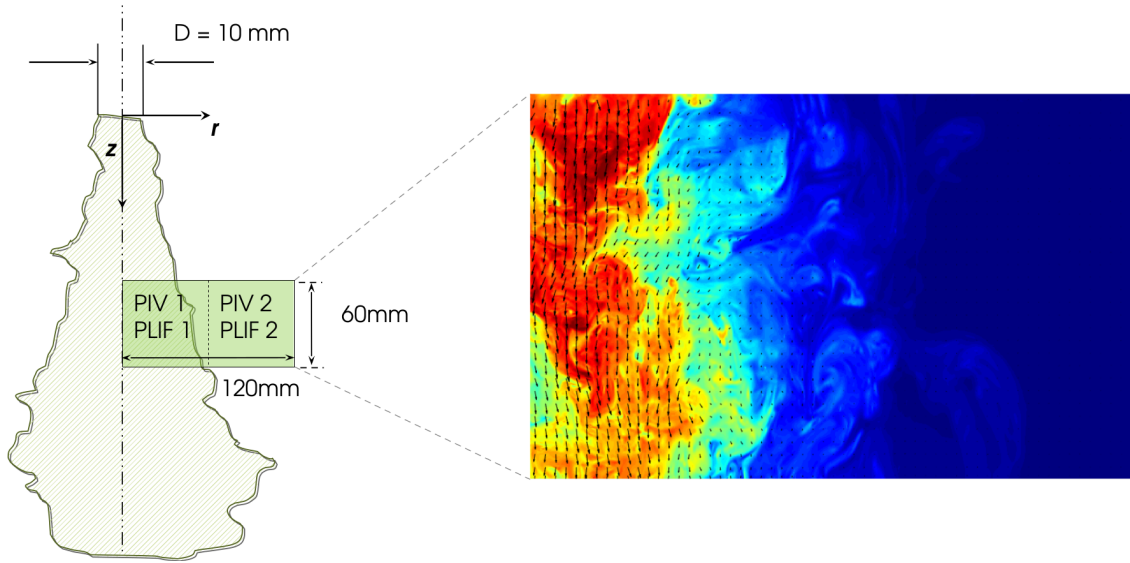 D = 10 mm
r
z
PIV 1
PLIF 1
PIV 2
PLIF 2
60mm
120mm